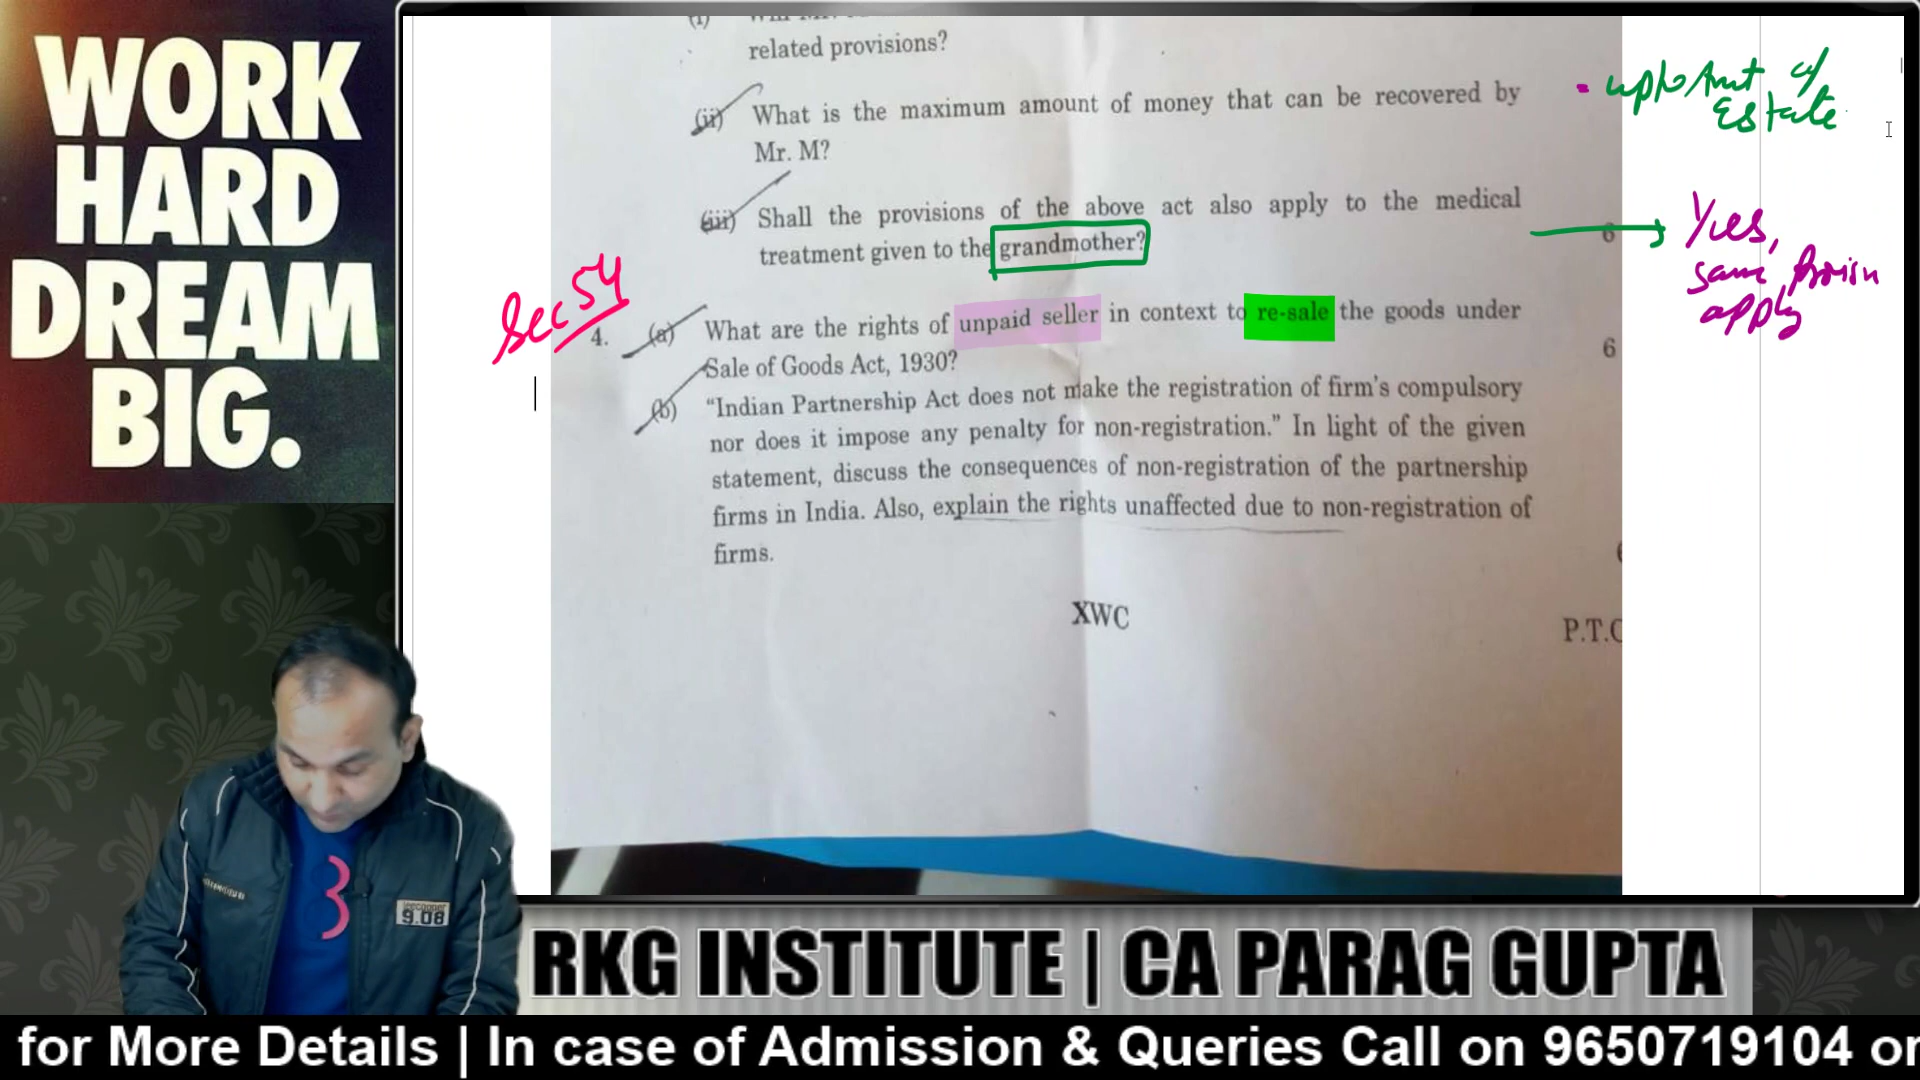 WORK
HARD
DREAM
BIG.
related provisions?
(ii) What is the maximum amount of money that can be recovered by
Mr. M?
(iii) Shall the provisions of the above act also apply to the medical
treatment given to the grandmother?
6
upto Amt of
Estate
Yes,
same
apply
Sec 54
4. (a) What are the rights of unpaid seller in context to re-sale the goods under
Sale of Goods Act, 1930?
6
(b) “Indian Partnership Act does not make the registration of firm's compulsory
nor does it impose any penalty for non-registration.” In light of the given
statement, discuss the consequences of non-registration of the partnership
firms in India. Also, explain the rights unaffected due to non-registration of
firms.
XWC
P.T.O
leecooper
9.08
RKG INSTITUTE | CA PARAG GUPTA
for More Details | In case of Admission & Queries Call on 9650719104 or